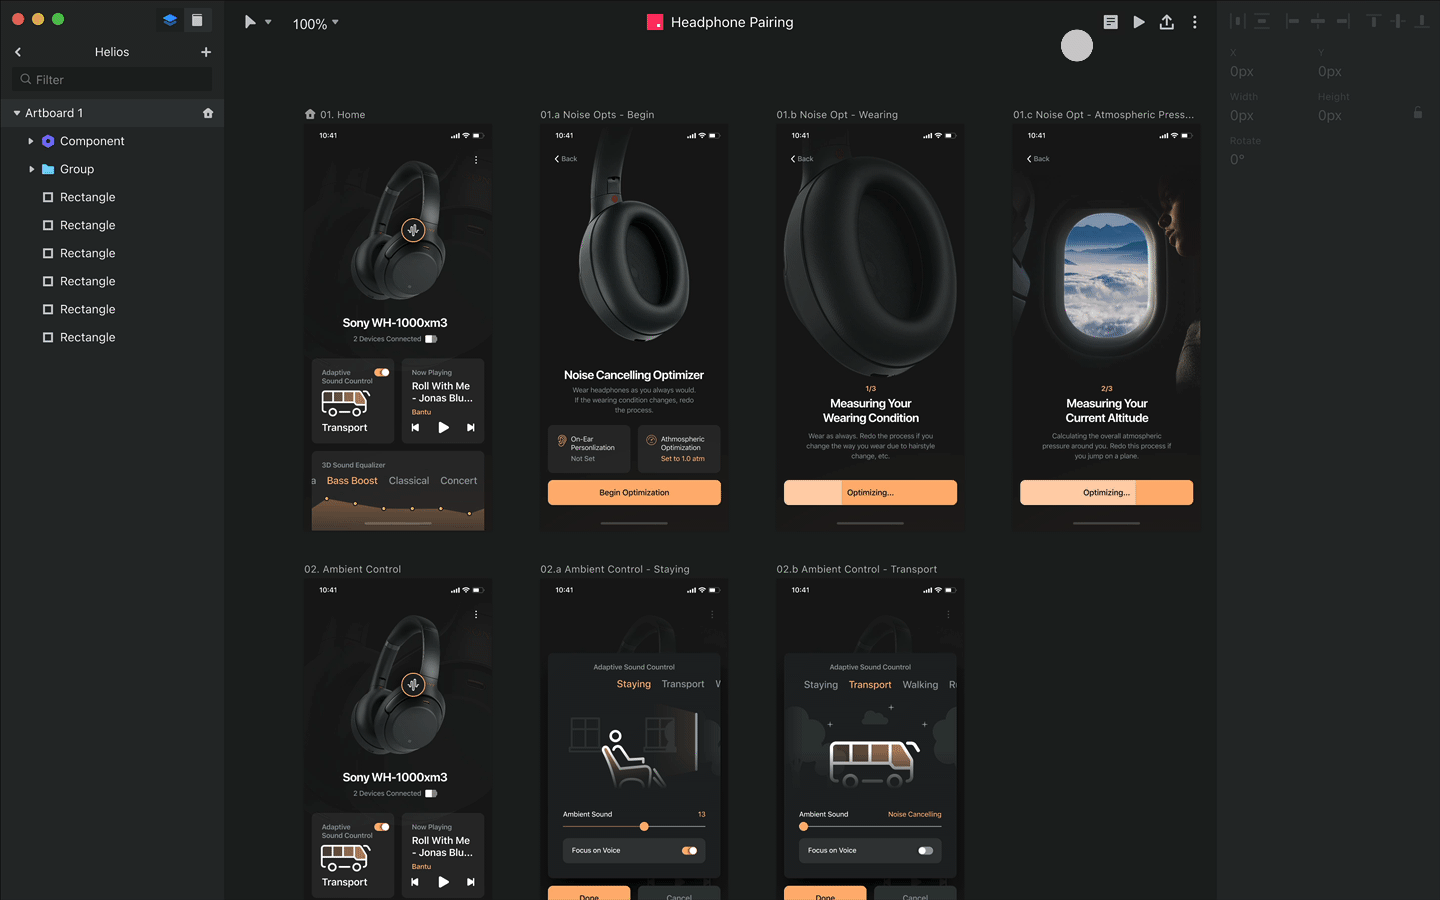 100%
Headphone Pairing
Helios
Filter
Artboard 1
Component
Group
Rectangle
Rectangle
Rectangle
Rectangle
Rectangle
Rectangle
X
Y
0px
0px
Width
Height
0px
0px
Rotate
0°
01. Home
10:41
Sony WH-1000xm3
2 Devices Connected
Adaptive
Sound Countrol
Transport
Now Playing
Roll With Me
- Jonas Blu...
Bantu
3D Sound Equalizer
a
Bass Boost
Classical
Concert
01.a Noise Opts - Begin
10:41
Back
Noise Cancelling Optimizer
Wear headphones as you always would.
If the wearing condition changes, redo
the process.
On-Ear
Personlization
Not Set
Athmospheric
Optimization
Set to 1.0 atm
Begin Optimization
01.b Noise Opt - Wearing
10:41
Back
1/3
Measuring Your
Wearing Condition
Wear as always. Redo the process if you
change the way you wear due to hairstyle
change, etc.
Optimizing...
01.c Noise Opt - Atmospheric Press...
10:41
Back
2/3
Measuring Your
Current Altitude
Calculating the overall atmospheric
pressure around you. Redo this process if
you jump on a plane.
Optimizing...
02. Ambient Control
10:41
Sony WH-1000xm3
2 Devices Connected
Adaptive
Sound Countrol
Transport
Now Playing
Roll With Me
- Jonas Blu...
Bantu
02.a Ambient Control - Staying
10:41
Adaptive Sound Countrol
Staying
Transport
W
Ambient Sound
13
Focus on Voice
Done
Cancel
02.b Ambient Control - Transport
10:41
Adaptive Sound Countrol
Staying
Transport
Walking
R
Ambient Sound
Noise Cancelling
Focus on Voice
Done
Cancel